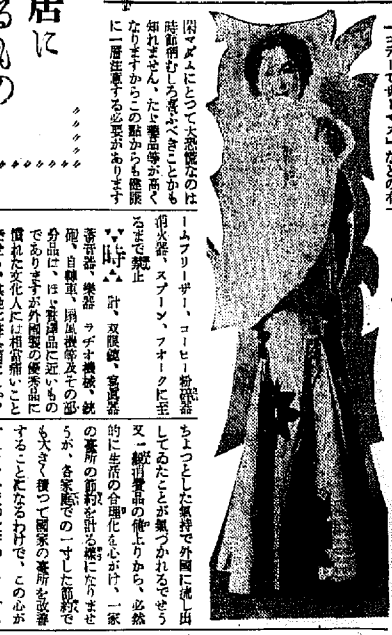 閑マダムにとつて大恐慌なのは
時節柄むしろ喜ぶべきことかも
知れません、たゞ藥品等が高く
なりますからこの點からも健康
に一層注意する必要があります
居に
るもの
ームフリーザー、コーヒー粉碎器
消火器、スプーン、フオークに至
るまで禁止
時計、双眼鏡、寫眞器
蓄音器、樂器 ラヂオ機械、銃
砲、自轉車、扇風機等及その部
分品は、ほゞ贅澤品に近いもの
でありますが外國製の優秀品に
慣れた文化人には相當痛いこと
ちよつとした氣持で外國に流し出
してゐたことが氣づかれるでせう
又、一般消費品の値上りから、必然
的に生活の合理化を心がけ、一家
の臺所の節約を計る樣になりませ
うが、各家庭での一寸した節約で
も大きく積つて國家の臺所を改善
することになるわけで、この心が